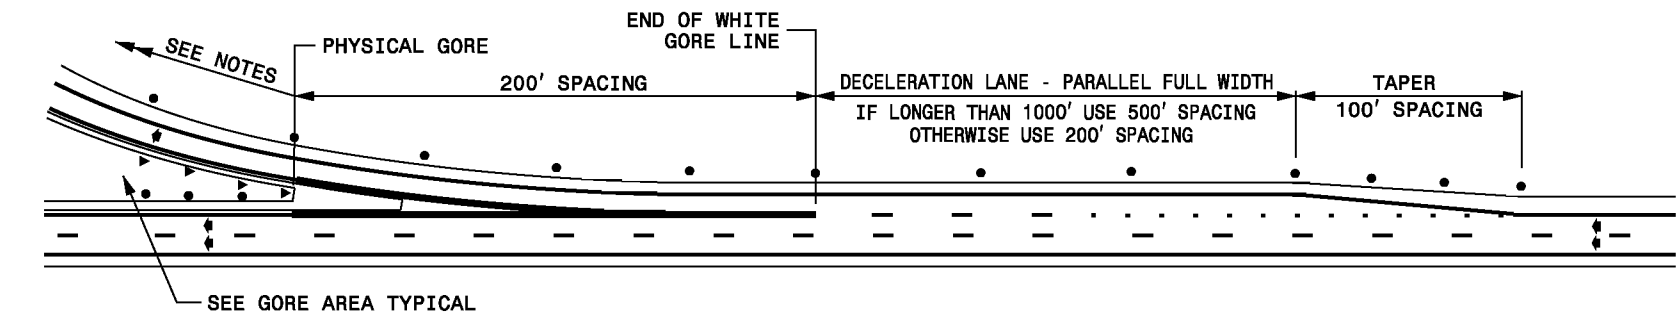 SEE NOTES
PHYSICAL GORE
END OF WHITE
GORE LINE
200' SPACING
DECELERATION LANE - PARALLEL FULL WIDTH
IF LONGER THAN 1000' USE 500' SPACING
OTHERWISE USE 200' SPACING
TAPER
100' SPACING
SEE GORE AREA TYPICAL